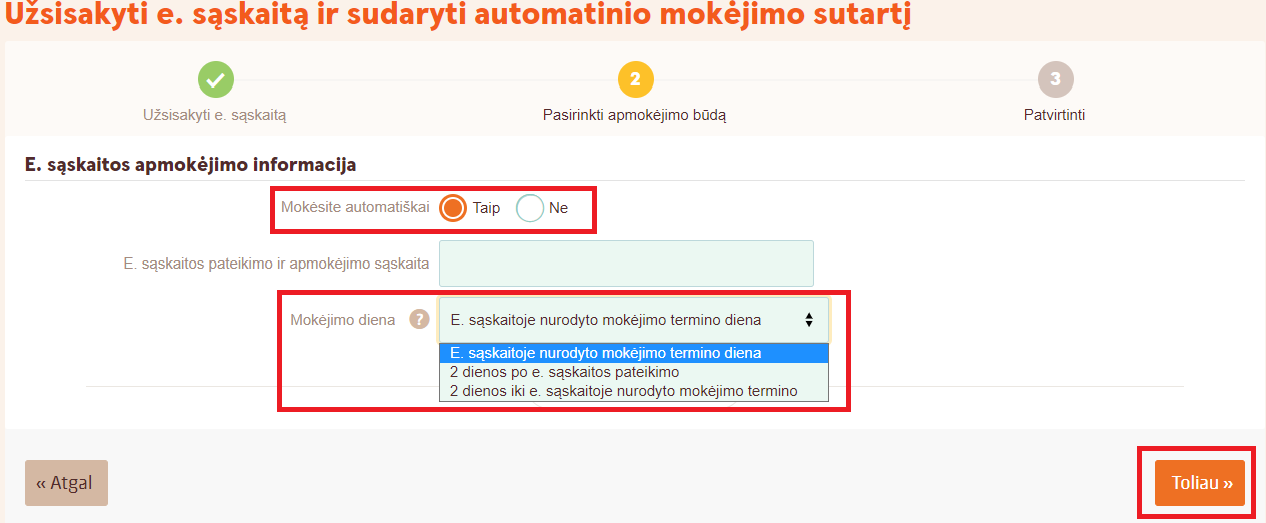 Užsisakyti e. sąskaitą ir sudaryti automatinio mokėjimo sutartį
2
3
Užsisakyti e. sąskaitą
Pasirinkti apmokėjimo būdą
Patvirtinti
E. sąskaitos apmokėjimo informacija
Mokėsite automatiškai Taip Ne
E. sąskaitos pateikimo ir apmokėjimo sąskaita
Mokėjimo diena ? E. sąskaitoje nurodyto mokėjimo termino diena
E. sąskaitoje nurodyto mokėjimo termino diena
2 dienos po e. sąskaitos pateikimo
2 dienos iki e. sąskaitoje nurodyto mokėjimo termino
« Atgal
Toliau »